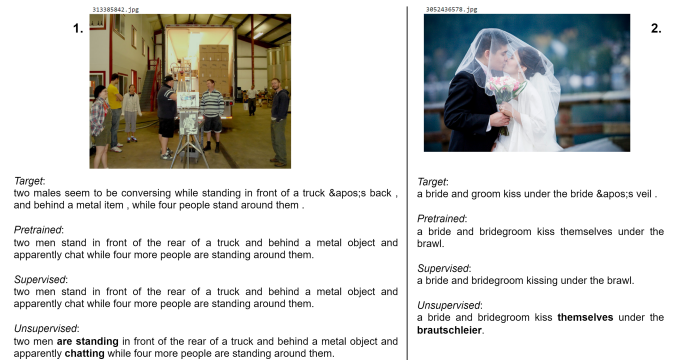 313385842.jpg
1.
Target:
two males seem to be conversing while standing in front of a truck &apos;s back ,
and behind a metal item , while four people stand around them .
Pretrained:
two men stand in front of the rear of a truck and behind a metal object and
apparently chat while four more people are standing around them.
Supervised:
two men stand in front of the rear of a truck and behind a metal object and
apparently chat while four more people are standing around them.
Unsupervised:
two men are standing in front of the rear of a truck and behind a metal object and
apparently chatting while four more people are standing around them.
3052436578.jpg
2.
Target:
a bride and groom kiss under the bride &apos;s veil .
Pretrained:
a bride and bridegroom kiss themselves under the
brawl.
Supervised:
a bride and bridegroom kissing under the brawl.
Unsupervised:
a bride and bridegroom kiss themselves under the
brautschleier.